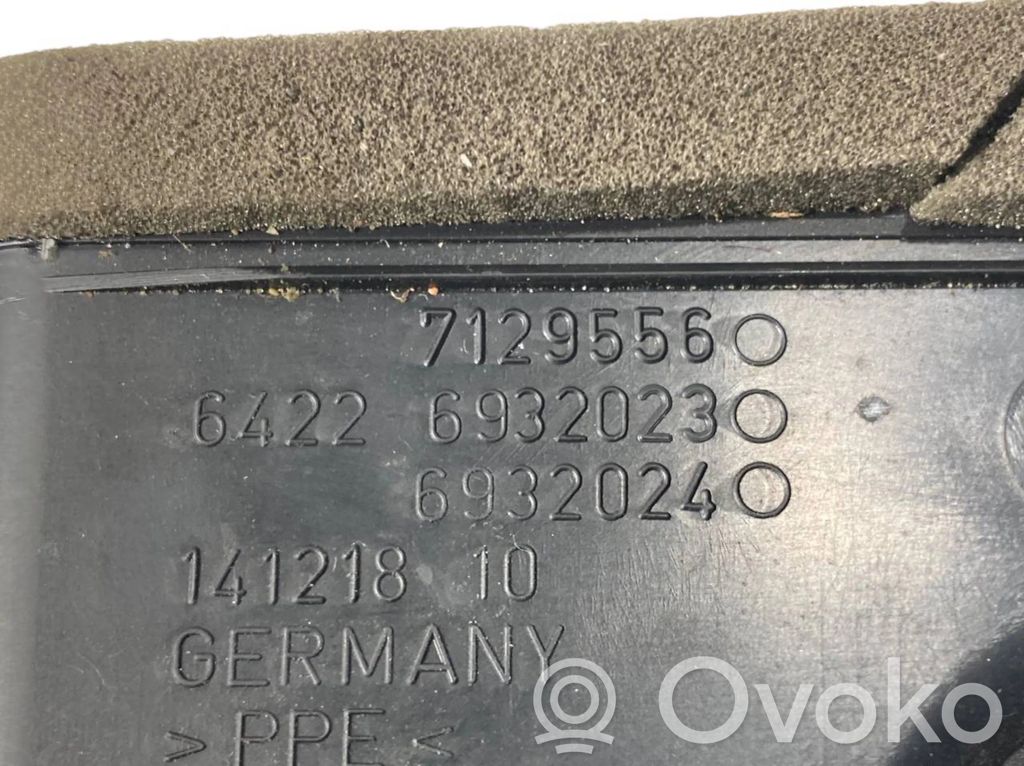 7129556
6422 6932023
6932024
141218 10
GERMANY
> PPE <
Ovoko